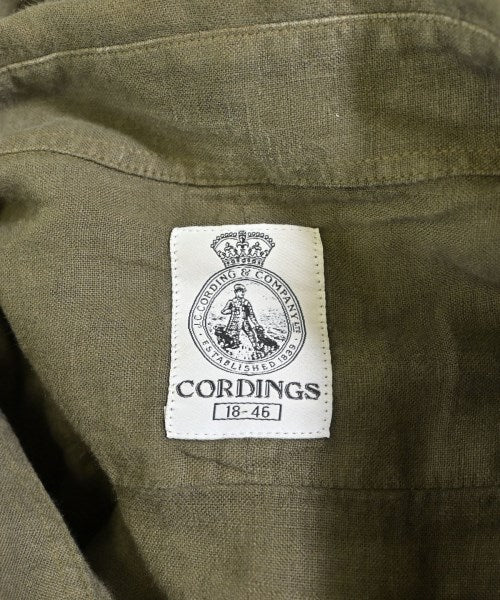 J.C. CORDING & COMPANY LTD
ESTABLISHED 1839
CORDINGS
18-46